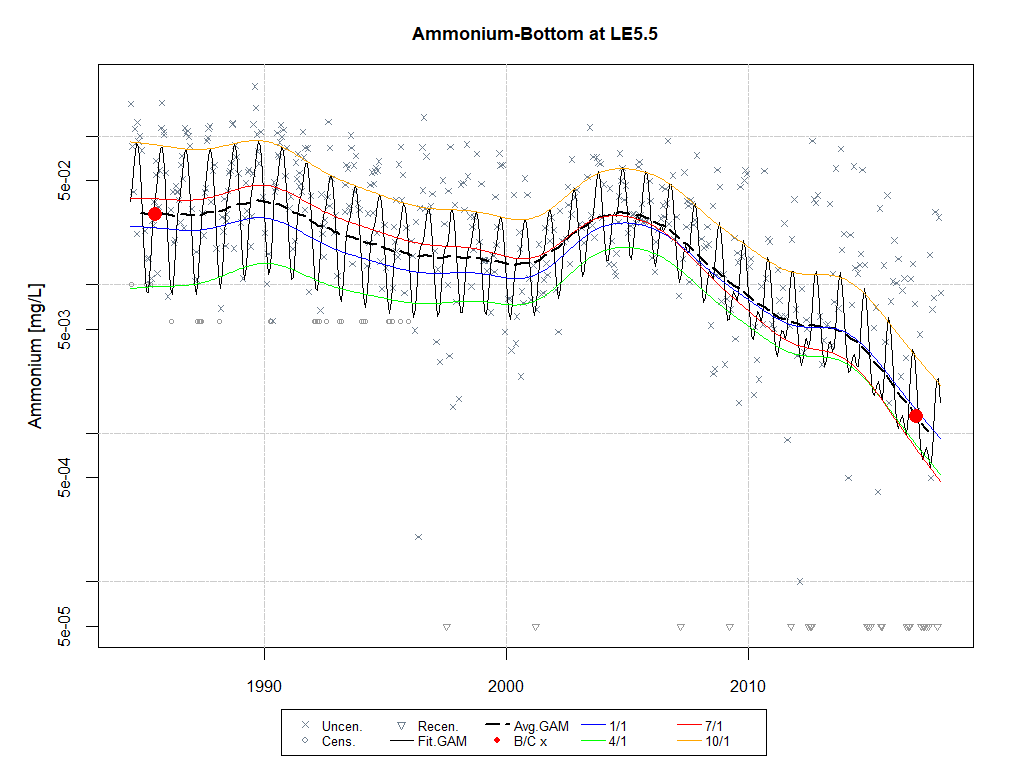 Ammonium-Bottom at LE5.5
Ammonium [mg/L]
5e-02
5e-03
5e-04
5e-05
1990 2000 2010
Uncen. Recen. Avg.GAM 1/1 7/1
Cens. Fit.GAM B/C x 4/1 10/1